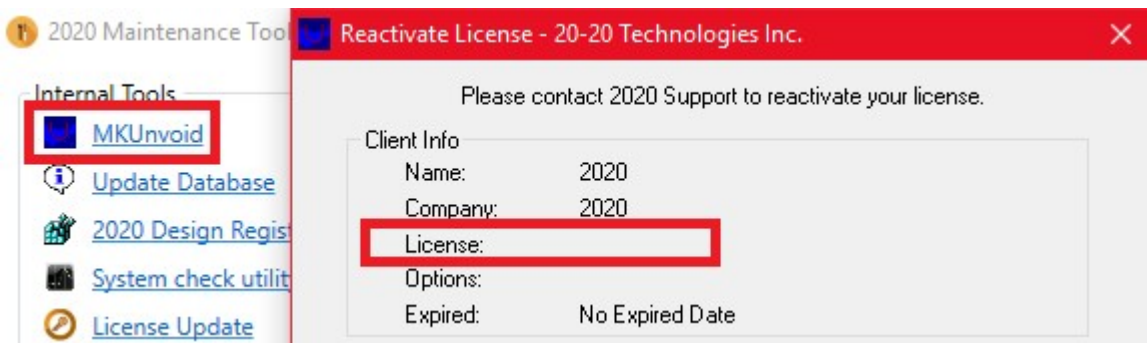 2020 Maintenance Tool
Internal Tools
MKUnvoid
Update Database
2020 Design Regist
System check utilit
License Update
Reactivate License - 20-20 Technologies Inc.
Please contact 2020 Support to reactivate your license.
Client Info
Name: 2020
Company: 2020
License:
Options:
Expired: No Expired Date